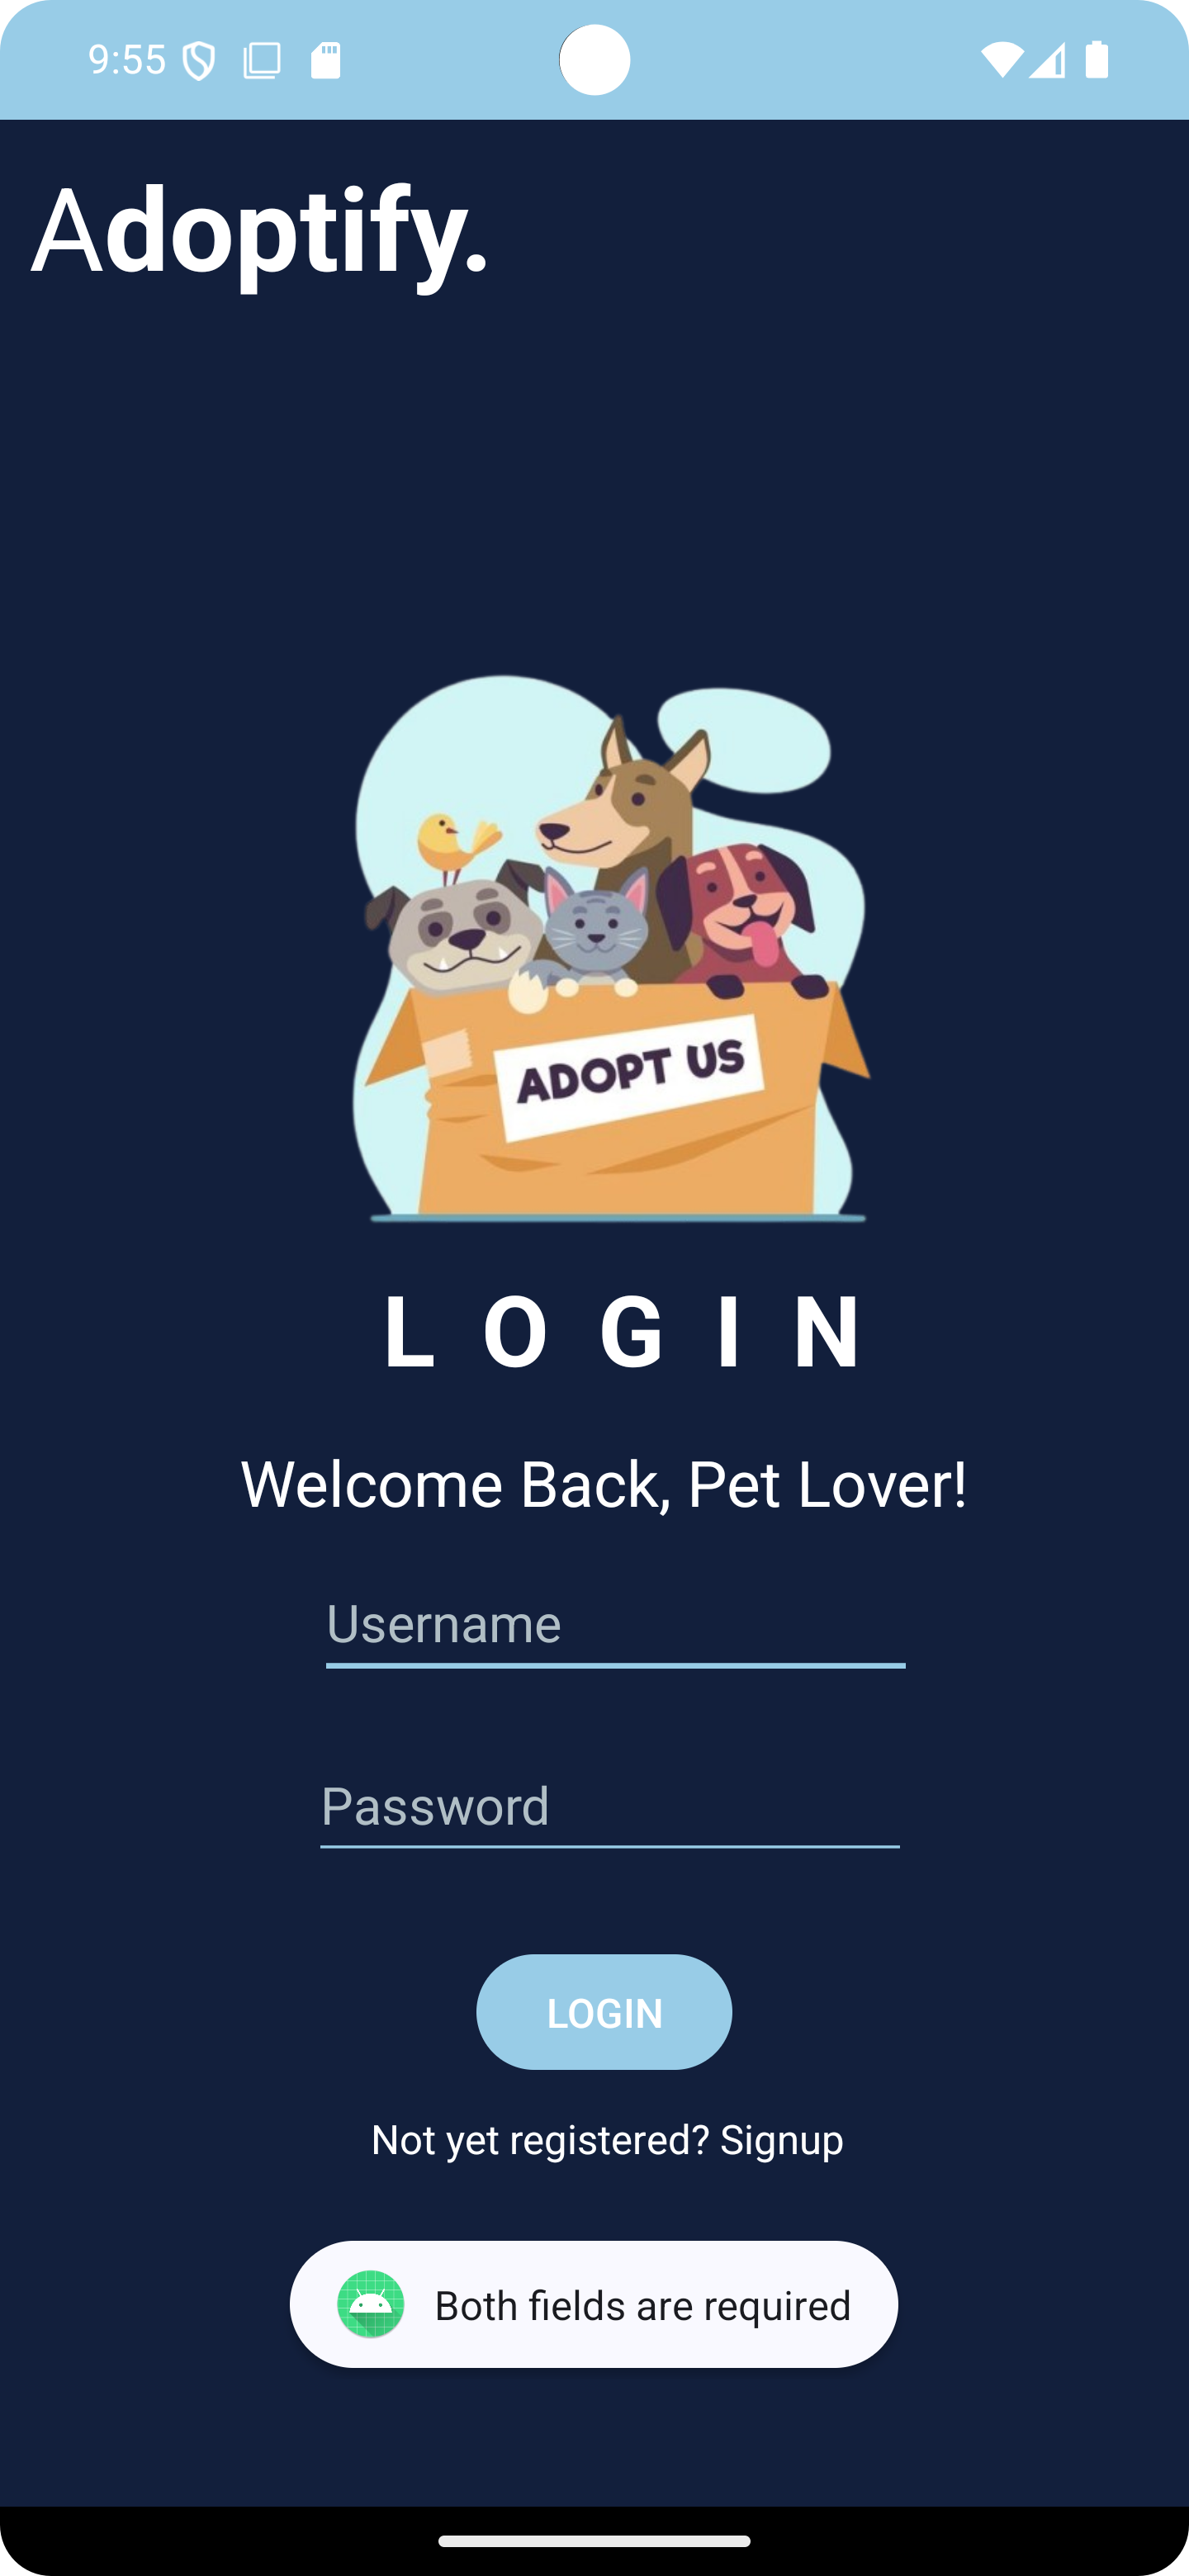 9:55
Adoptify.
ADOPT US
L O G I N
Welcome Back, Pet Lover!
Username
Password
LOGIN
Not yet registered? Signup
Both fields are required